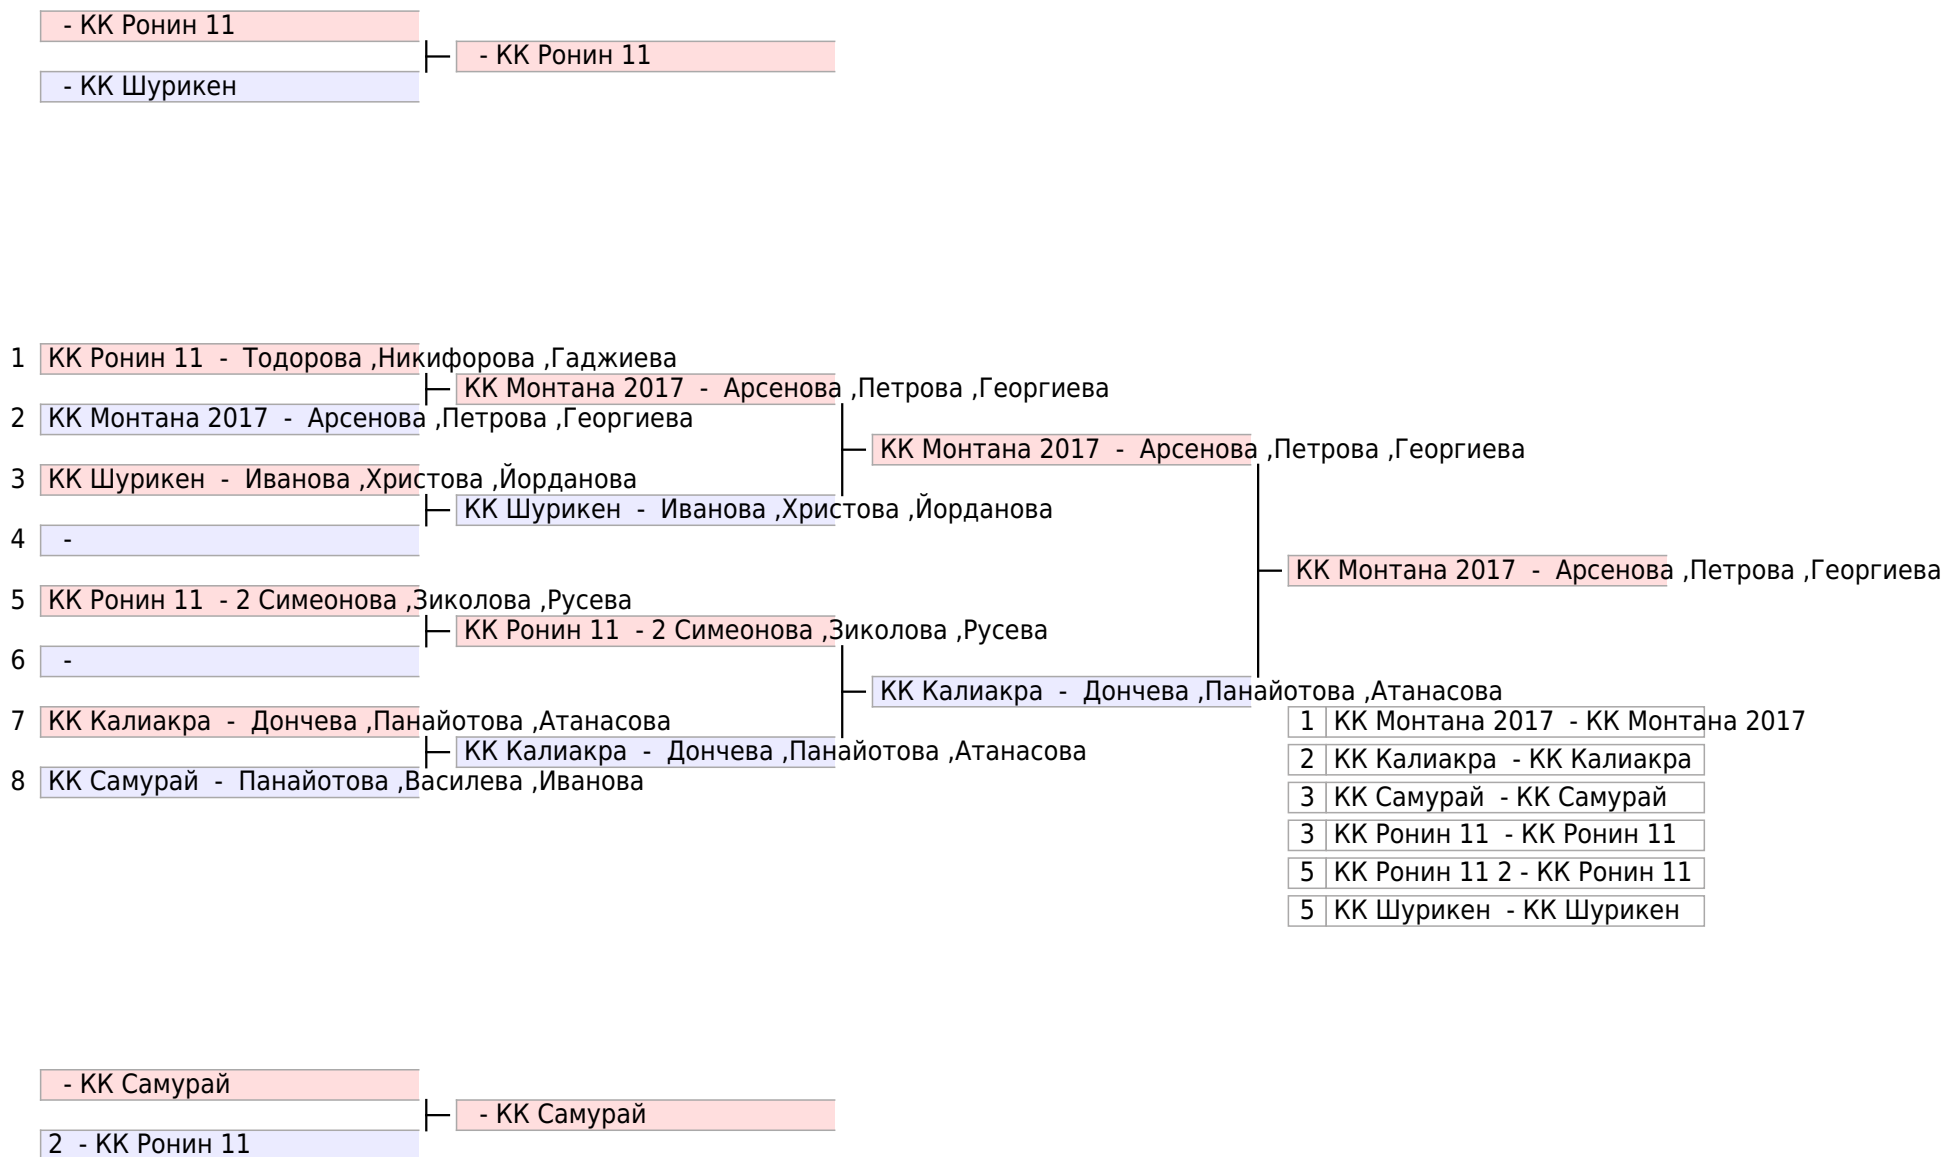 - КК Ронин 11
- КК Ронин 11
- КК Шурикен
1 КК Ронин 11 - Тодорова ,Никифорова ,Гаджиева
КК Монтана 2017 - Арсенова ,Петрова ,Георгиева
2 КК Монтана 2017 - Арсенова ,Петрова ,Георгиева
КК Монтана 2017 - Арсенова ,Петрова ,Георгиева
3 КК Шурикен - Иванова ,Христова ,Йорданова
КК Шурикен - Иванова ,Христова ,Йорданова
4 -
КК Монтана 2017 - Арсенова ,Петрова ,Георгиева
5 КК Ронин 11 - 2 Симеонова ,Зиколова ,Русева
КК Ронин 11 - 2 Симеонова ,Зиколова ,Русева
6 -
КК Калиакра - Дончева ,Панайотова ,Атанасова
7 КК Калиакра - Дончева ,Панайотова ,Атанасова
КК Калиакра - Дончева ,Панайотова ,Атанасова
8 КК Самурай - Панайотова ,Василева ,Иванова
1 КК Монтана 2017 - КК Монтана 2017
2 КК Калиакра - КК Калиакра
3 КК Самурай - КК Самурай
3 КК Ронин 11 - КК Ронин 11
5 КК Ронин 11 2 - КК Ронин 11
5 КК Шурикен - КК Шурикен
- КК Самурай
- КК Самурай
2 - КК Ронин 11